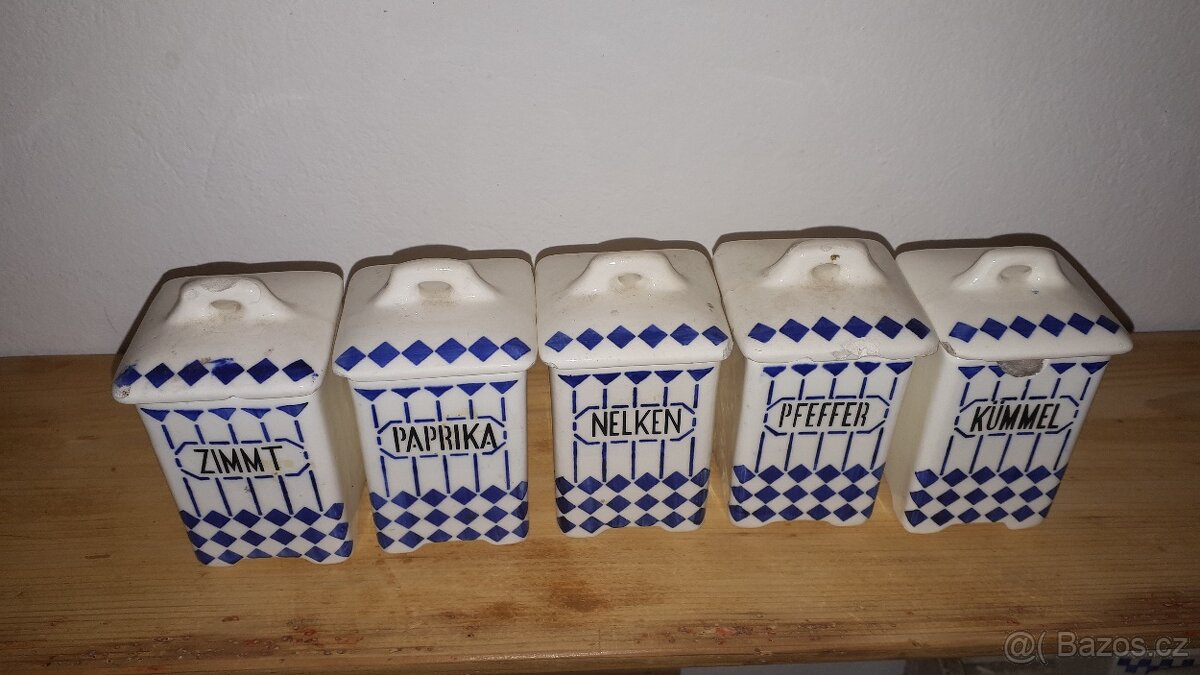 ZIMMT
PAPRIKA
NELKEN
PFEFFER
KÜMMEL
@( Bazos.cz